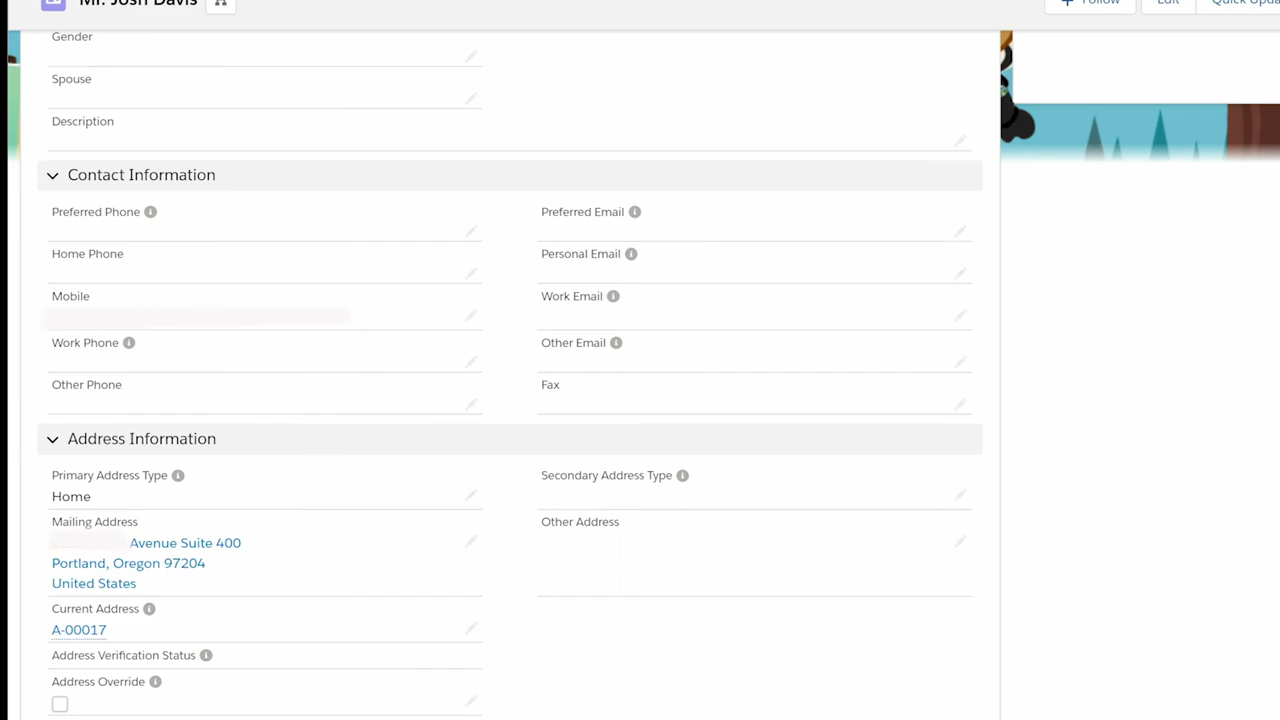 Mr. Josh Davis
Follow
Edit
Gender
Spouse
Description
Contact Information
Preferred Phone
Preferred Email
Home Phone
Personal Email
Mobile
Work Email
Work Phone
Other Email
Other Phone
Fax
Address Information
Primary Address Type
Secondary Address Type
Home
Mailing Address
Other Address
Avenue Suite 400
Portland, Oregon 97204
United States
Current Address
A-00017
Address Verification Status
Address Override